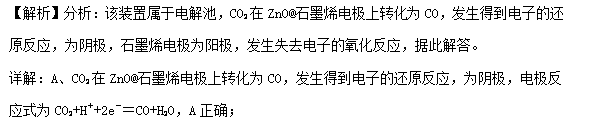 【解析】分析：该装置属于电解池，CO₂在ZnO@石墨烯电极上转化为CO，发生得到电子的还
原反应，为阴极，石墨烯电极为阳极，发生失去电子的氧化反应，据此解答。
详解：A、CO₂在ZnO@石墨烯电极上转化为CO，发生得到电子的还原反应，为阴极，电极反
应式为CO₂+H⁺+2e⁻＝CO+H₂O，A正确；